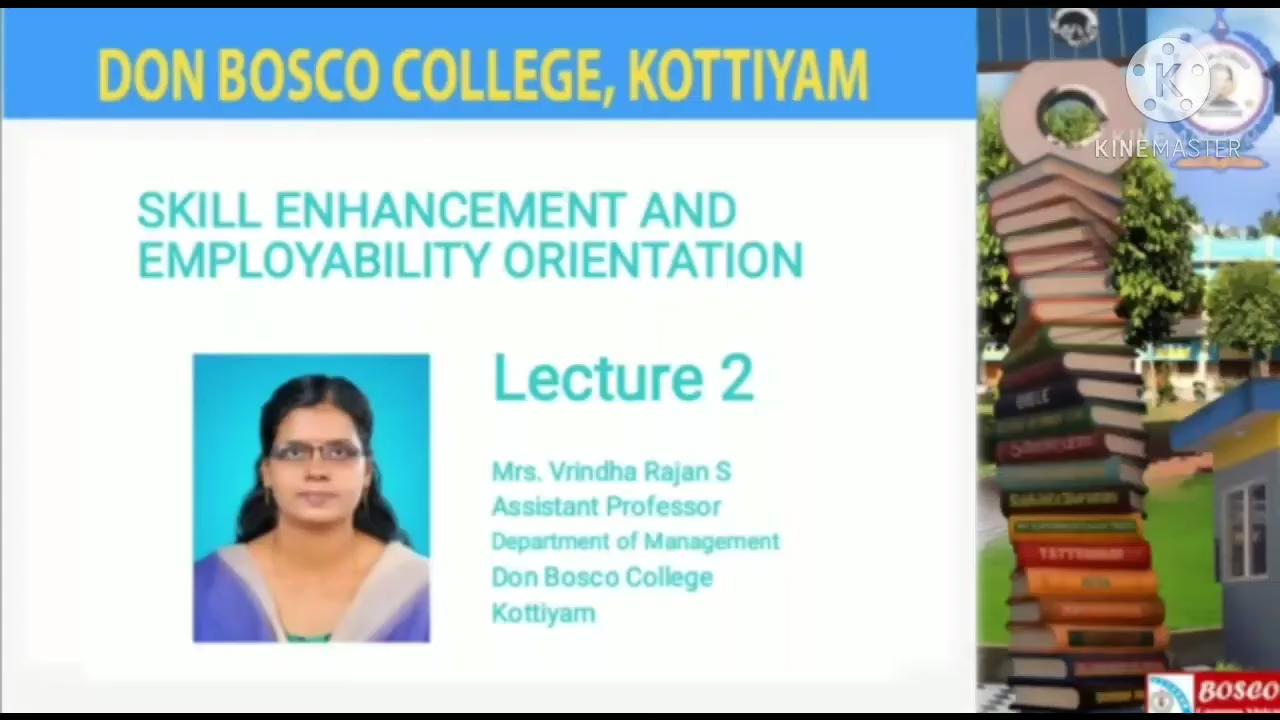 DON BOSCO COLLEGE, KOTTIYAM
KINEMASTER
SKILL ENHANCEMENT AND
EMPLOYABILITY ORIENTATION
Lecture 2
Mrs. Vrindha Rajan S
Assistant Professor
Department of Management
Don Bosco College
Kottiyam
BIBLE
BOSCO